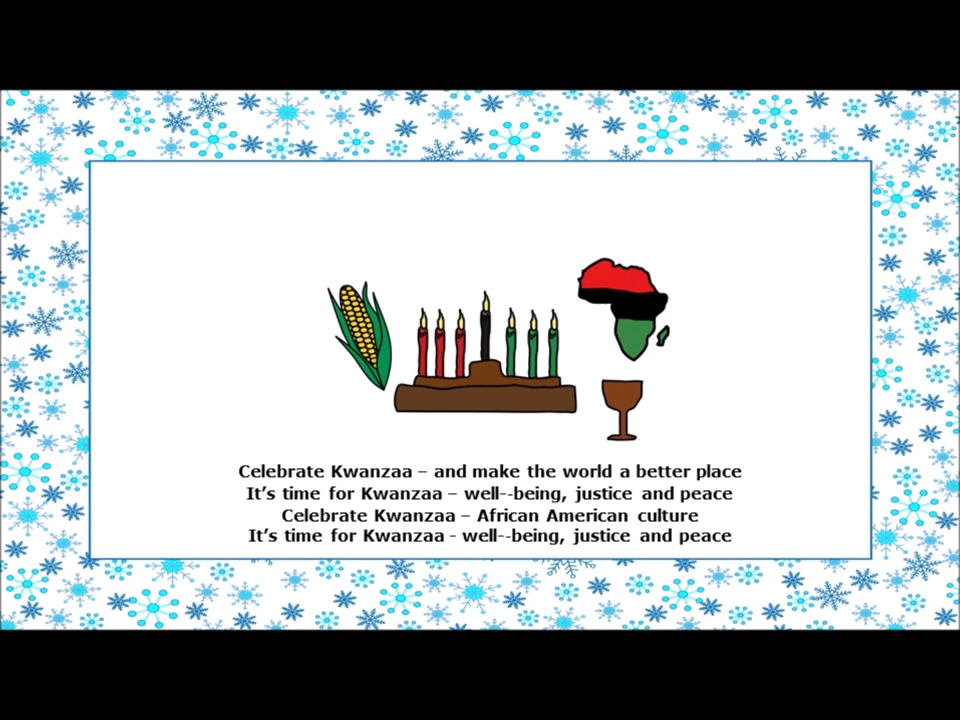 Celebrate Kwanzaa – and make the world a better place
It’s time for Kwanzaa – well--being, justice and peace
Celebrate Kwanzaa – African American culture
It’s time for Kwanzaa - well--being, justice and peace